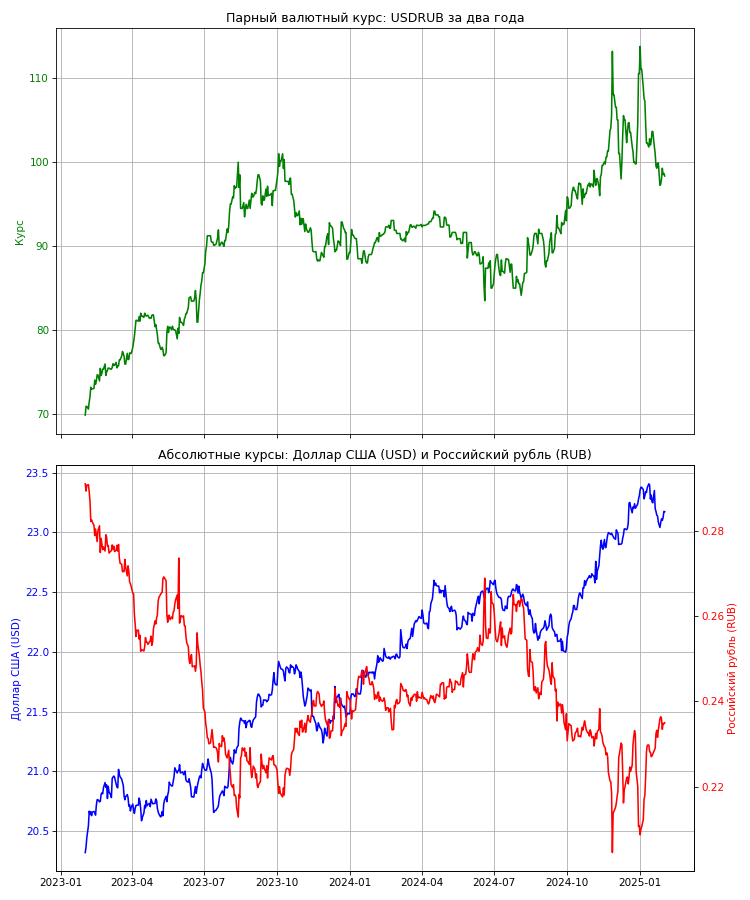 Парный валютный курс: USDRUB за два года
110
100
90
80
70
Курс
Абсолютные курсы: Доллар США (USD) и Российский рубль (RUB)
23.5
23.0
22.5
22.0
21.5
21.0
20.5
Доллар США (USD)
0.28
0.26
0.24
0.22
Российский рубль (RUB)
2023-01 2023-04 2023-07 2023-10 2024-01 2024-04 2024-07 2024-10 2025-01